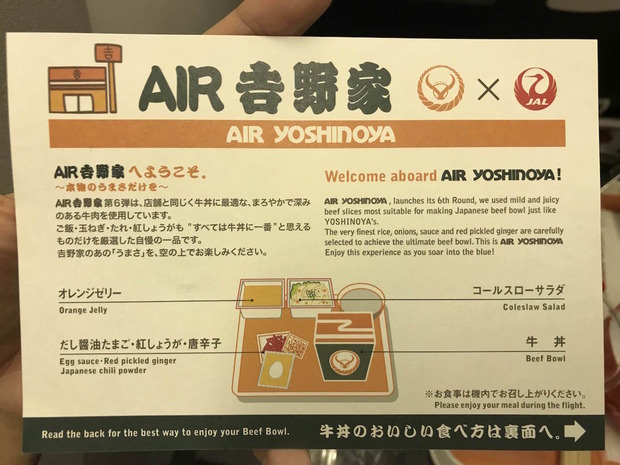 吉
AIR 吉野家
JAL
AIR YOSHINOYA
AIR吉野家 へようこそ。
〜本物のうまさだけを〜
AIR吉野家 第6弾は、店舗と同じく牛丼に最適な、まろやかで深み
のある牛肉を使用しています。
ご飯・玉ねぎ・たれ・紅しょうがも "すべては牛丼に一番" と思える
ものだけを厳選した自慢の一品です。
吉野家のあの「うまさ」を、空の上でお楽しみください。
Welcome aboard AIR YOSHINOYA!
AIR YOSHINOYA, launches its 6th Round, we used mild and juicy
beef slices most suitable for making Japanese beef bowl just like
YOSHINOYA's.
The very finest rice, onions, sauce and red pickled ginger are carefully
selected to achieve the ultimate beef bowl. This is AIR YOSHINOYA
Enjoy this experience as you soar into the blue!
オレンジゼリー
Orange Jelly
コールスローサラダ
Coleslaw Salad
だし醤油たまご・紅しょうが・唐辛子
Egg sauce・Red pickled ginger
Japanese chili powder
牛 丼
Beef Bowl
※お食事は機内でお召し上がりください。
Please enjoy your meal during the flight.
Read the back for the best way to enjoy your Beef Bowl.
牛丼のおいしい食べ方は裏面へ。